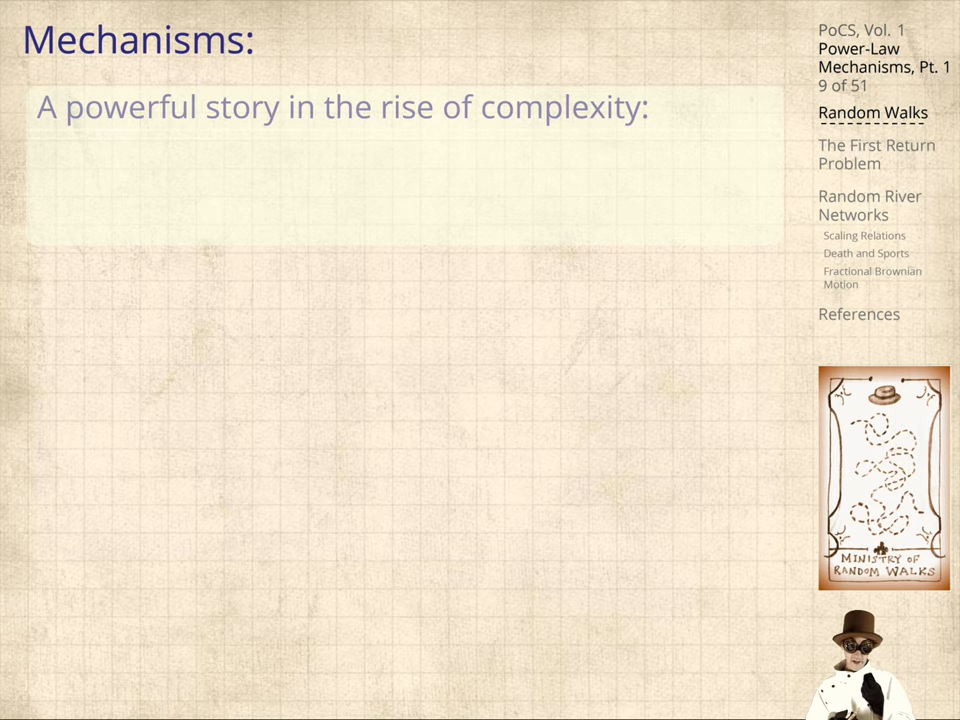 Mechanisms:
A powerful story in the rise of complexity:
PoCS, Vol. 1
Power-Law
Mechanisms, Pt. 1
9 of 51
Random Walks
The First Return
Problem
Random River
Networks
Scaling Relations
Death and Sports
Fractional Brownian
Motion
References
MINISTRY OF
RANDOM WALKS